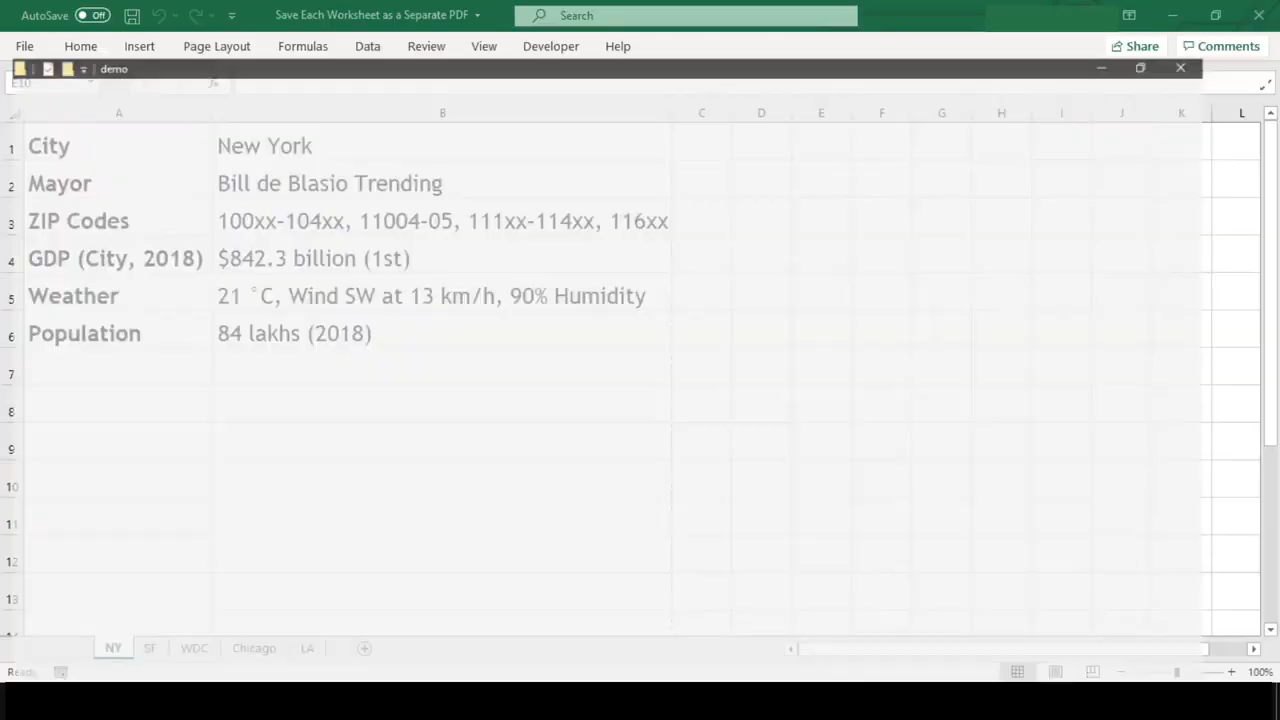 AutoSave Off Save Each Worksheet as a Separate PDF Search
File Home Insert Page Layout Formulas Data Review View Developer Help Share Comments
demo
E10 fx
A B C D E F G H I J K L
1 City New York
2 Mayor Bill de Blasio Trending
3 ZIP Codes 100xx-104xx, 11004-05, 111xx-114xx, 116xx
4 GDP (City, 2018) $842.3 billion (1st)
5 Weather 21 °C, Wind SW at 13 km/h, 90% Humidity
6 Population 84 lakhs (2018)
7
8
9
10
11
12
13
NY SF WDC Chicago LA
100%